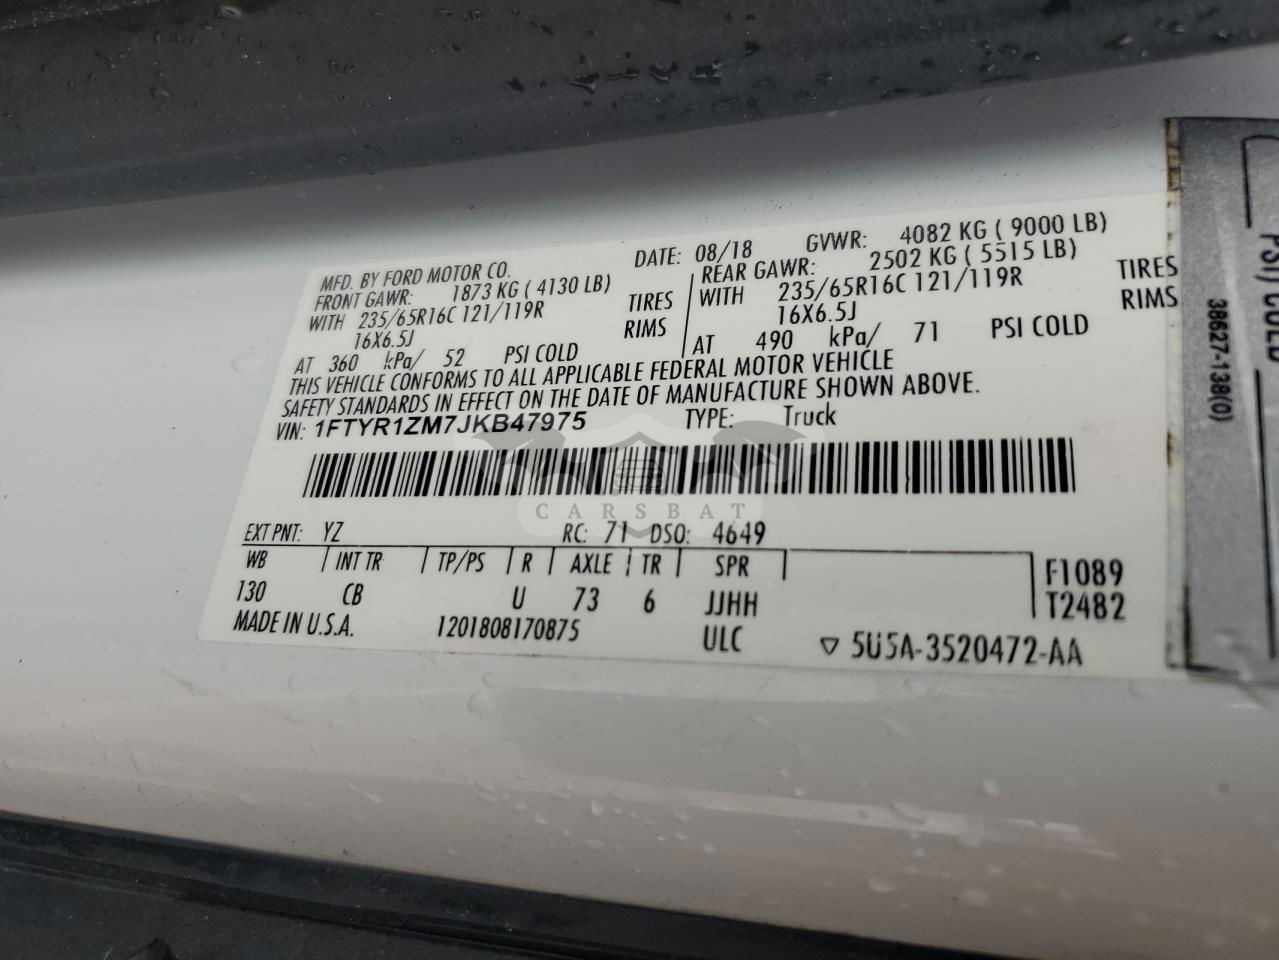 MFD. BY FORD MOTOR CO. DATE: 08/18 GVWR: 4082 KG ( 9000 LB)
FRONT GAWR: 1873 KG ( 4130 LB) REAR GAWR: 2502 KG ( 5515 LB)
WITH 235/65R16C 121/119R TIRES WITH 235/65R16C 121/119R TIRES
16X6.5J RIMS 16X6.5J RIMS
AT 360 kPa/ 52 PSI COLD AT 490 kPa/ 71 PSI COLD
THIS VEHICLE CONFORMS TO ALL APPLICABLE FEDERAL MOTOR VEHICLE
SAFETY STANDARDS IN EFFECT ON THE DATE OF MANUFACTURE SHOWN ABOVE.
VIN: 1FTYR1ZM7JKB47975 TYPE: Truck
CARSBAT
EXT PNT: YZ RC: 71 DSO: 4649
WB INT TR TP/PS R AXLE TR SPR F1089
130 CB U 73 6 JJHH T2482
MADE IN U.S.A. 1201808170875 ULC ▽ 5U5A-3520472-AA
PSI) COLD
38627-138(0)